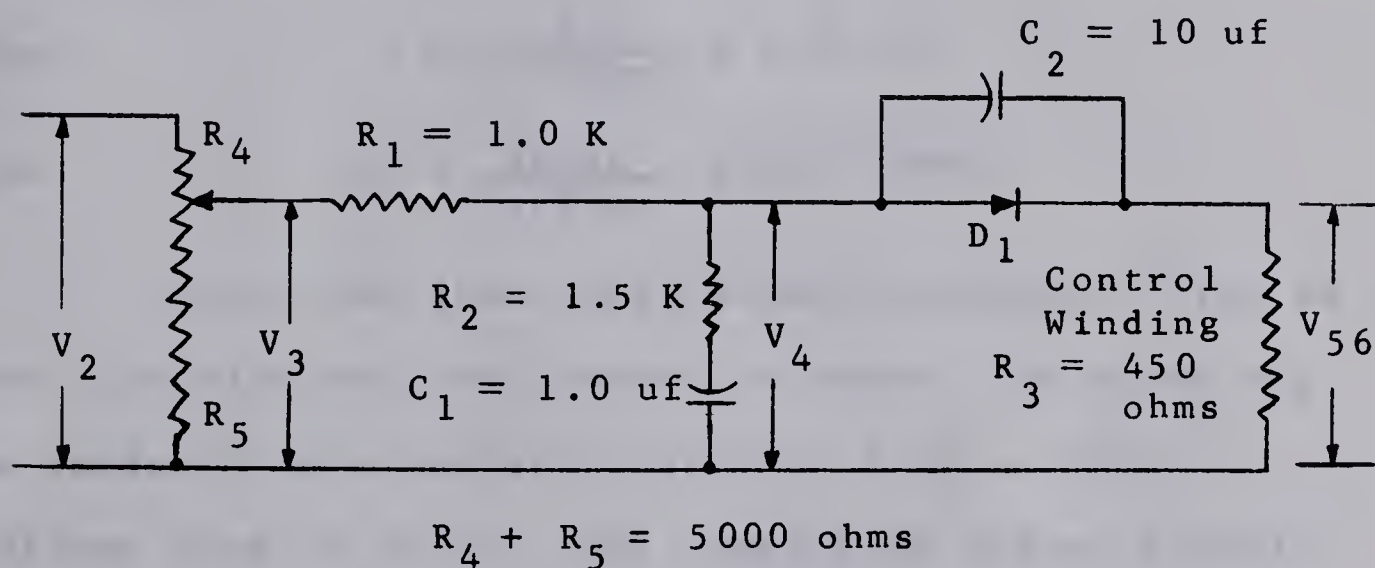 C2 = 10 uf
R4
R1 = 1.0 K
D1
R2 = 1.5 K
Control
Winding
R3 = 450
ohms
V2
V3
V4
V56
C1 = 1.0 uf
R5
R4 + R5 = 5000 ohms